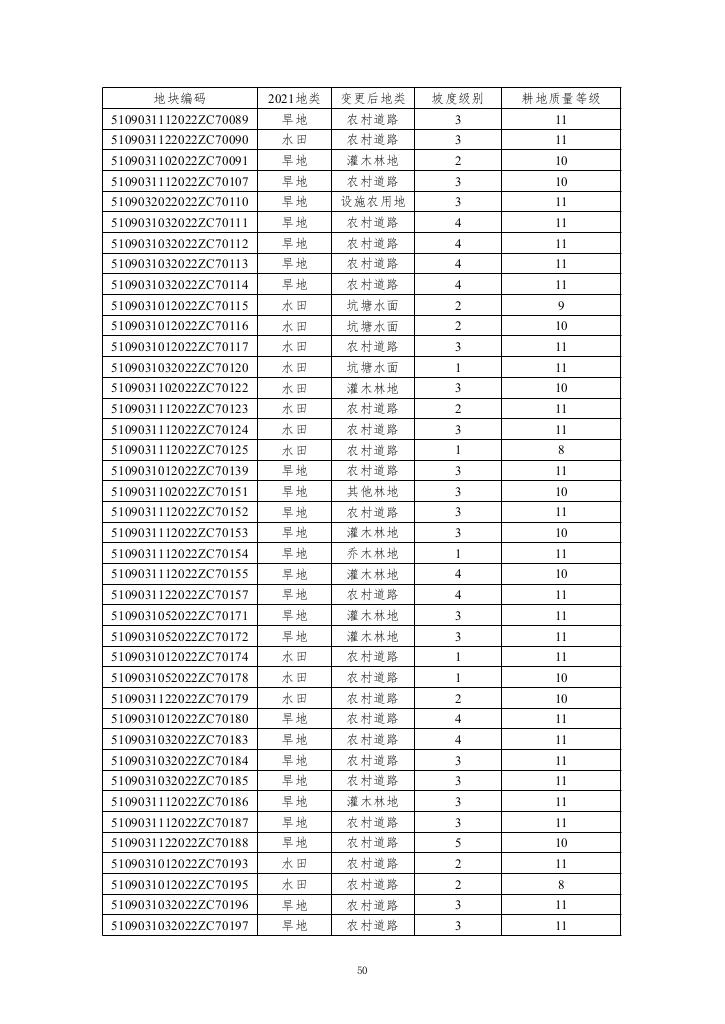 地块编码 2021地类 变更后地类 坡度级别 耕地质量等级
5109031112022ZC70089 旱地 农村道路 3 11
5109031122022ZC70090 水田 农村道路 3 11
5109031102022ZC70091 旱地 灌木林地 2 10
5109031112022ZC70107 旱地 农村道路 3 10
5109032022022ZC70110 旱地 设施农用地 3 11
5109031032022ZC70111 旱地 农村道路 4 11
5109031032022ZC70112 旱地 农村道路 4 11
5109031032022ZC70113 旱地 农村道路 4 11
5109031032022ZC70114 旱地 农村道路 4 11
5109031012022ZC70115 水田 坑塘水面 2 9
5109031012022ZC70116 水田 坑塘水面 2 10
5109031012022ZC70117 水田 农村道路 3 11
5109031032022ZC70120 水田 坑塘水面 1 11
5109031102022ZC70122 水田 灌木林地 3 10
5109031112022ZC70123 水田 农村道路 2 11
5109031112022ZC70124 水田 农村道路 3 11
5109031112022ZC70125 水田 农村道路 1 8
5109031012022ZC70139 旱地 农村道路 3 11
5109031102022ZC70151 旱地 其他林地 3 10
5109031112022ZC70152 旱地 农村道路 3 11
5109031112022ZC70153 旱地 灌木林地 3 10
5109031112022ZC70154 旱地 乔木林地 1 11
5109031112022ZC70155 旱地 灌木林地 4 10
5109031122022ZC70157 旱地 农村道路 4 11
5109031052022ZC70171 旱地 灌木林地 3 11
5109031052022ZC70172 旱地 灌木林地 3 11
5109031012022ZC70174 水田 农村道路 1 11
5109031052022ZC70178 水田 农村道路 1 10
5109031122022ZC70179 水田 农村道路 2 10
5109031012022ZC70180 旱地 农村道路 4 11
5109031032022ZC70183 旱地 农村道路 4 11
5109031032022ZC70184 旱地 农村道路 3 11
5109031032022ZC70185 旱地 农村道路 3 11
5109031112022ZC70186 旱地 灌木林地 3 11
5109031112022ZC70187 旱地 农村道路 3 11
5109031122022ZC70188 旱地 农村道路 5 10
5109031012022ZC70193 水田 农村道路 2 11
5109031012022ZC70195 水田 农村道路 2 8
5109031032022ZC70196 旱地 农村道路 3 11
5109031032022ZC70197 旱地 农村道路 3 11
50